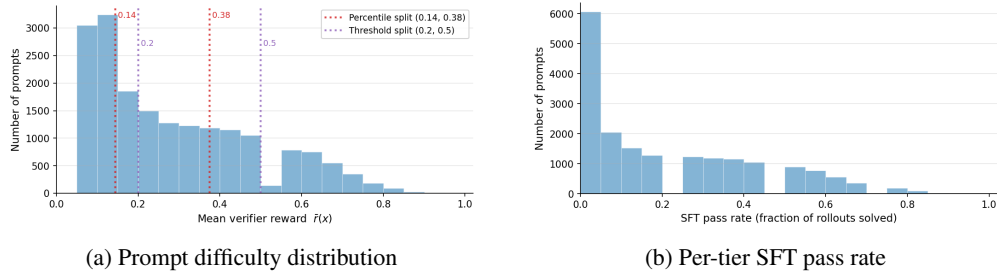 3000
2500
2000
1500
1000
500
0
Number of prompts
0.14
0.38
0.2
0.5
Percentile split (0.14, 0.38)
Threshold split (0.2, 0.5)
0.0 0.2 0.4 0.6 0.8 1.0
Mean verifier reward r̄(x)
(a) Prompt difficulty distribution
6000
5000
4000
3000
2000
1000
0
Number of prompts
0.0 0.2 0.4 0.6 0.8 1.0
SFT pass rate (fraction of rollouts solved)
(b) Per-tier SFT pass rate